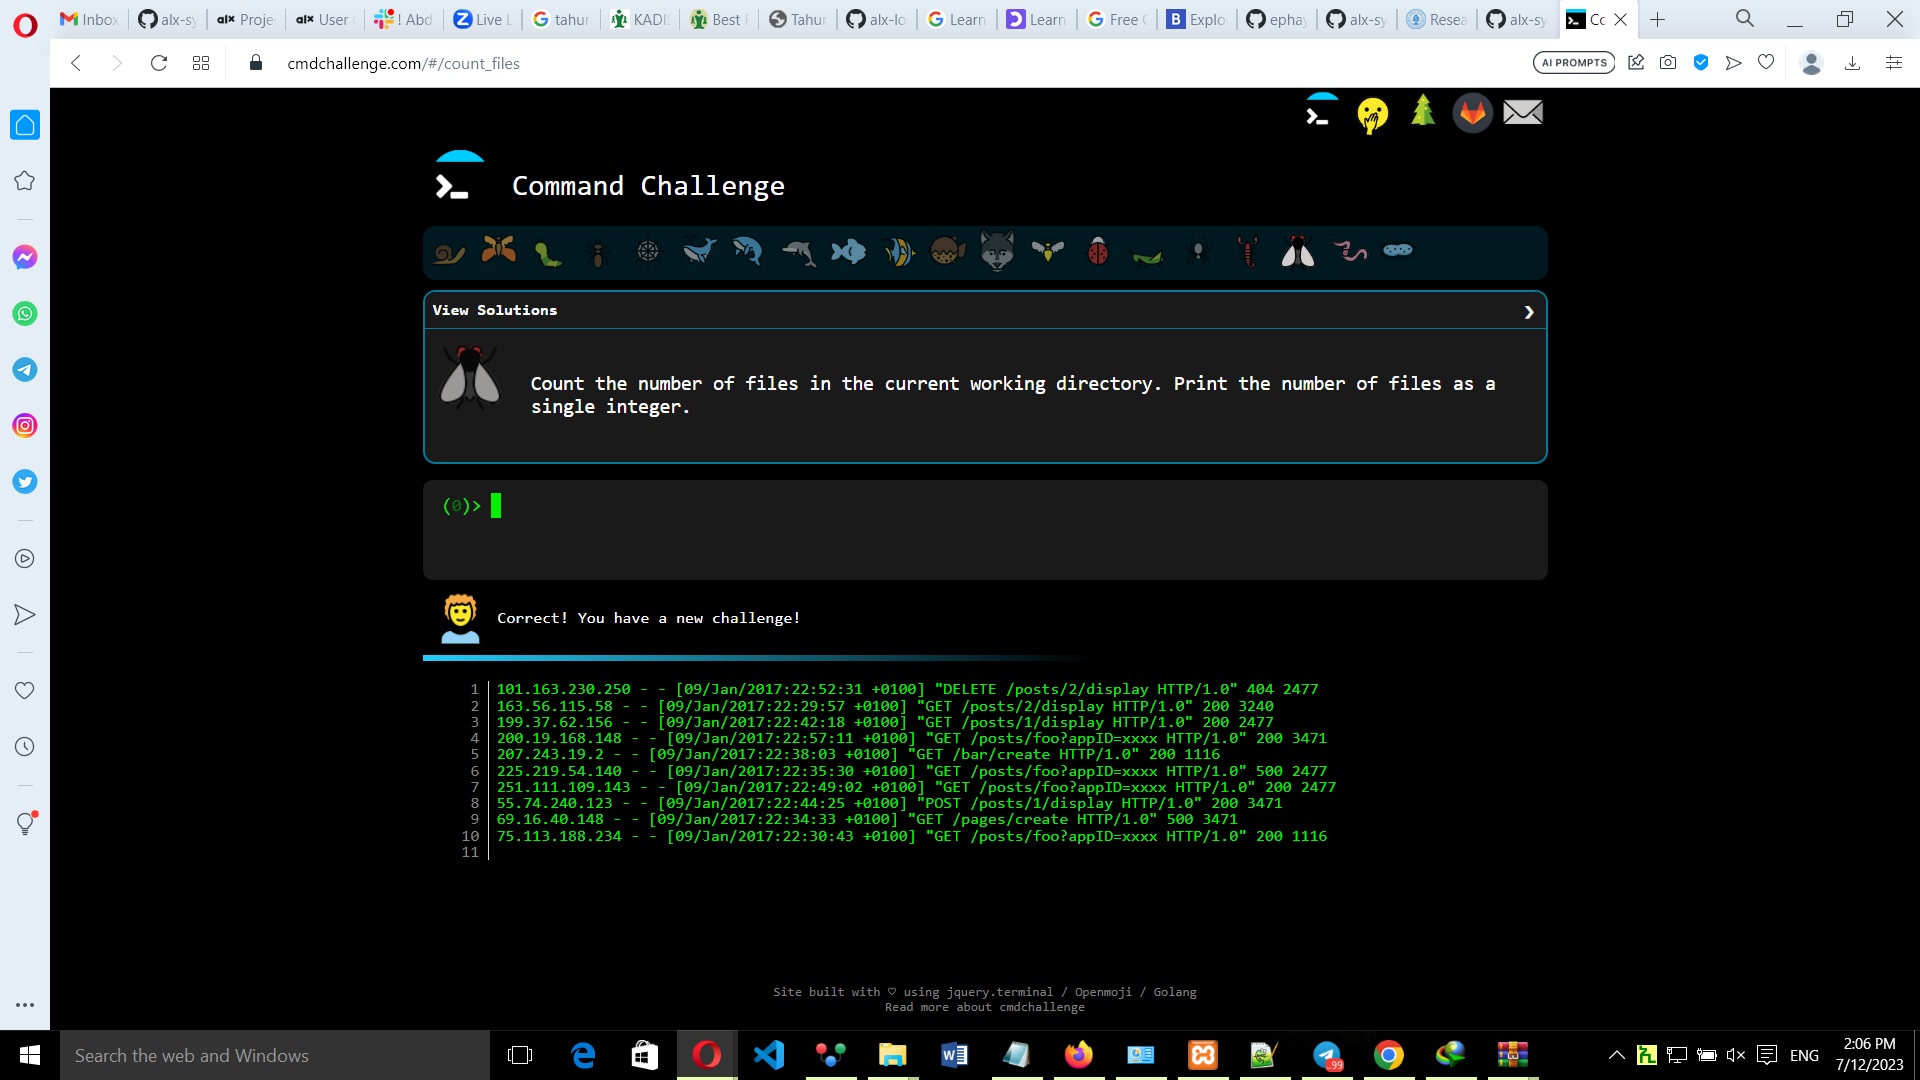 Inbox
alx-sy
Proje
User
! Abd
Live L
tahur
KADI
Best
Tahur
alx-lo
Learn
Learn
Free C
Explo
ephay
alx-sy
Resea
alx-sy
Cc
cmdchallenge.com/#/count_files
AI PROMPTS
Command Challenge
View Solutions
Count the number of files in the current working directory. Print the number of files as a
single integer.
(0)>
Correct! You have a new challenge!
1 101.163.230.250 - - [09/Jan/2017:22:52:31 +0100] "DELETE /posts/2/display HTTP/1.0" 404 2477
2 163.56.115.58 - - [09/Jan/2017:22:29:57 +0100] "GET /posts/2/display HTTP/1.0" 200 3240
3 199.37.62.156 - - [09/Jan/2017:22:42:18 +0100] "GET /posts/1/display HTTP/1.0" 200 2477
4 200.19.168.148 - - [09/Jan/2017:22:57:11 +0100] "GET /posts/foo?appID=xxxx HTTP/1.0" 200 3471
5 207.243.19.2 - - [09/Jan/2017:22:38:03 +0100] "GET /bar/create HTTP/1.0" 200 1116
6 225.219.54.140 - - [09/Jan/2017:22:35:30 +0100] "GET /posts/foo?appID=xxxx HTTP/1.0" 500 2477
7 251.111.109.143 - - [09/Jan/2017:22:49:02 +0100] "GET /posts/foo?appID=xxxx HTTP/1.0" 200 2477
8 55.74.240.123 - - [09/Jan/2017:22:44:25 +0100] "POST /posts/1/display HTTP/1.0" 200 3471
9 69.16.40.148 - - [09/Jan/2017:22:34:33 +0100] "GET /pages/create HTTP/1.0" 500 3471
10 75.113.188.234 - - [09/Jan/2017:22:30:43 +0100] "GET /posts/foo?appID=xxxx HTTP/1.0" 200 1116
11
Site built with ♡ using jquery.terminal / Openmoji / Golang
Read more about cmdchallenge
Search the web and Windows
ENG
2:06 PM
7/12/2023